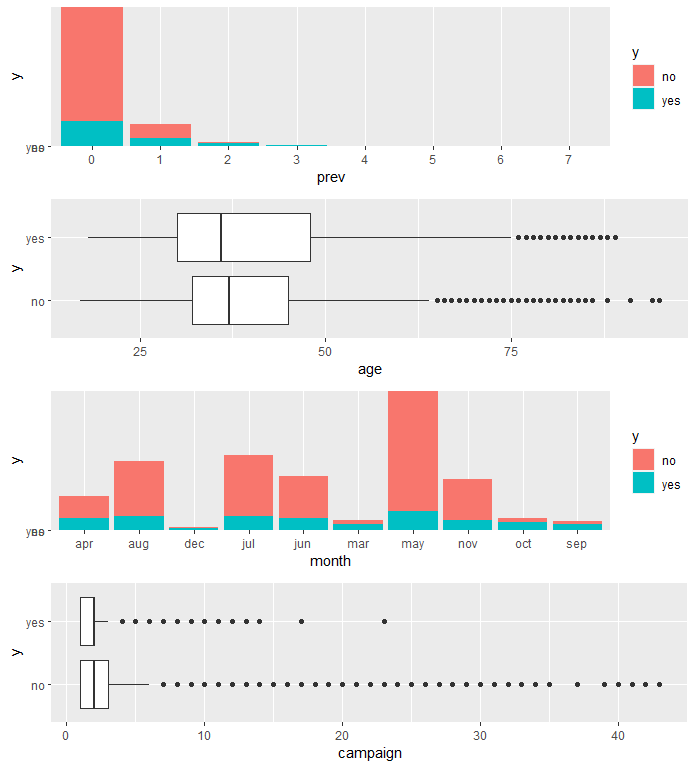 y
y
no
yes
0 1 2 3 4 5 6 7
prev
yes
y
no
25 50 75
age
y
y
no
yes
apr aug dec jul jun mar may nov oct sep
month
yes
y
no
0 10 20 30 40
campaign